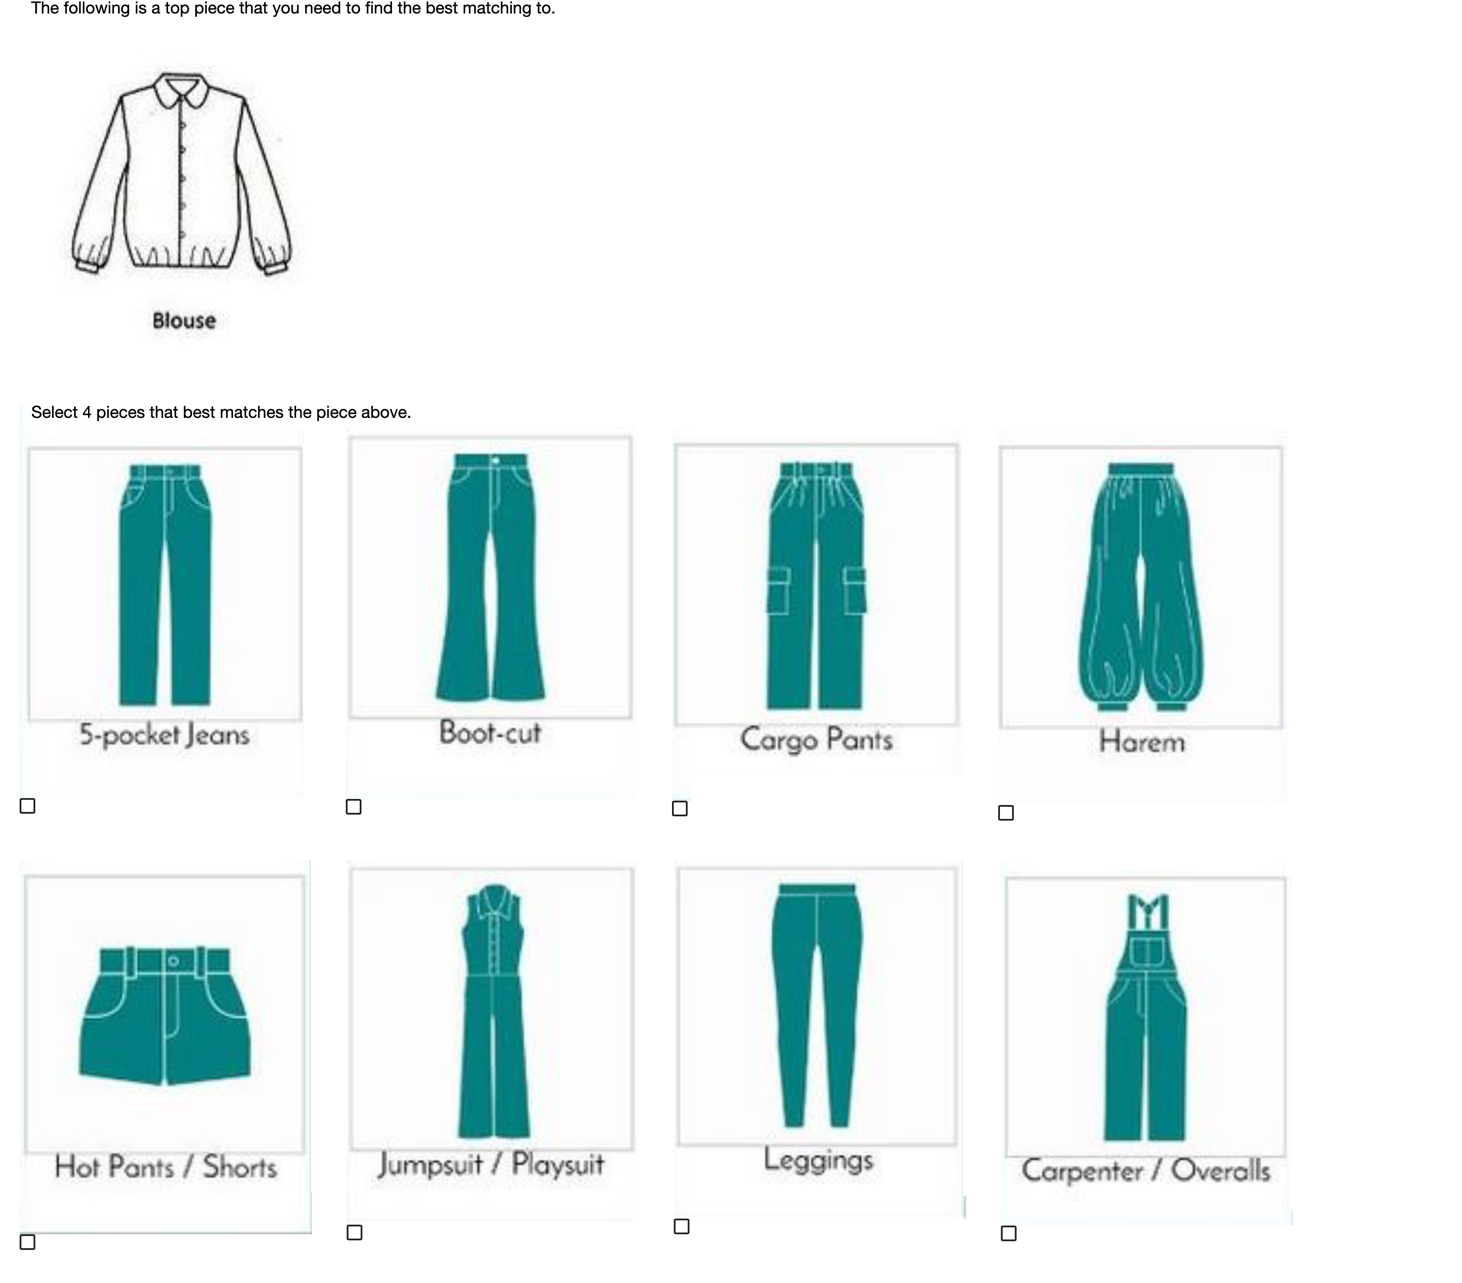 The following is a top piece that you need to find the best matching to.
Blouse
Select 4 pieces that best matches the piece above.
5-pocket Jeans
Boot-cut
Cargo Pants
Harem
Hot Pants / Shorts
Jumpsuit / Playsuit
Leggings
Carpenter / Overalls